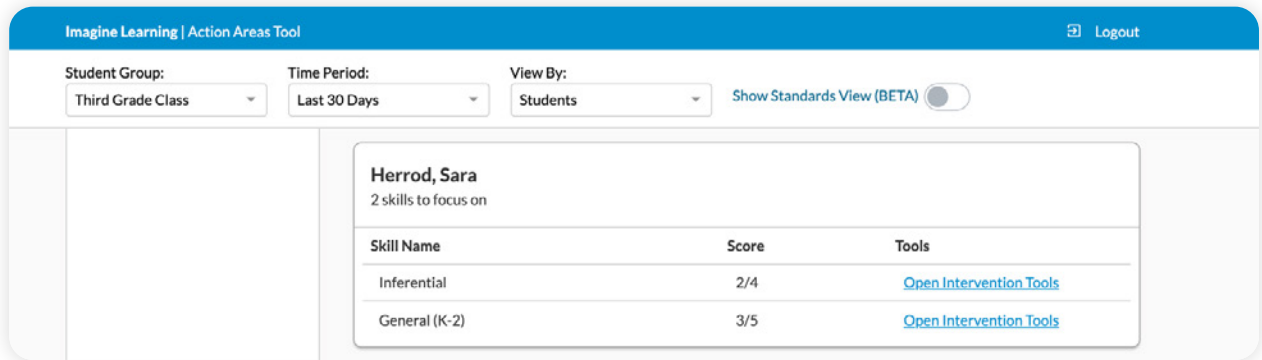 Imagine Learning | Action Areas Tool Logout
Student Group: Time Period: View By:
Third Grade Class Last 30 Days Students Show Standards View (BETA)
Herrod, Sara
2 skills to focus on
Skill Name Score Tools
Inferential 2/4 Open Intervention Tools
General (K-2) 3/5 Open Intervention Tools